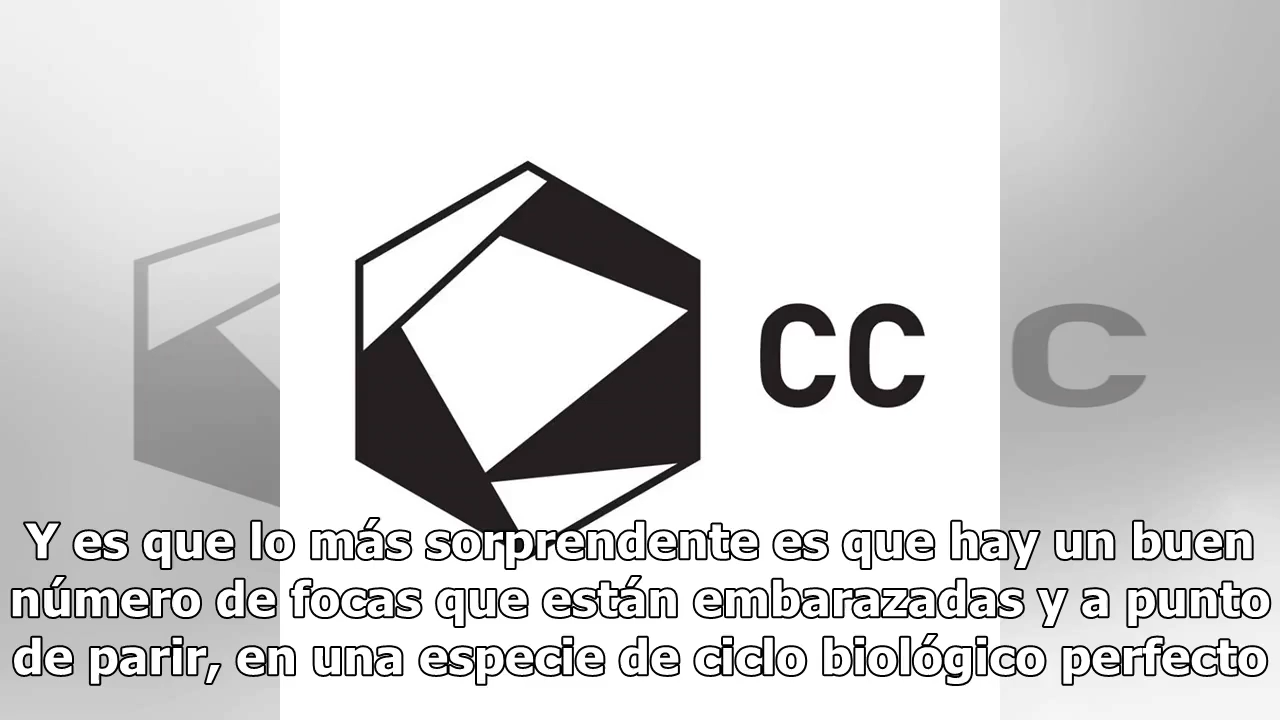 CC
C
Y es que lo más sorprendente es que hay un buen
número de focas que están embarazadas y a punto
de parir, en una especie de ciclo biológico perfecto